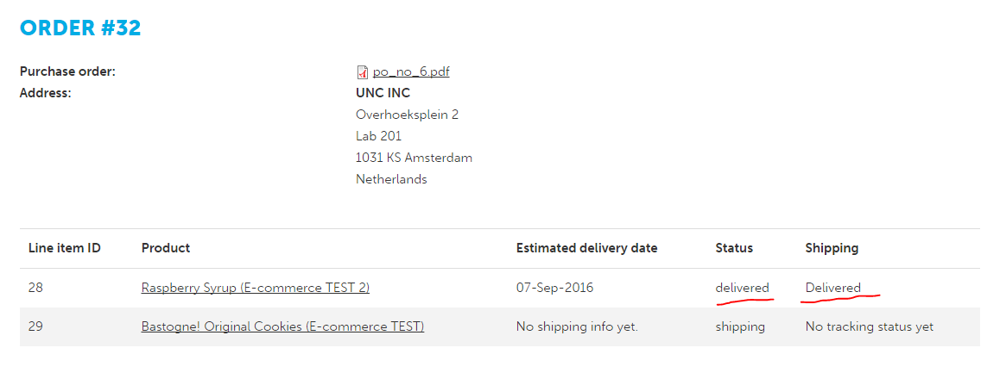 ORDER #32
Purchase order: po_no_6.pdf
Address: UNC INC
Overhoeksplein 2
Lab 201
1031 KS Amsterdam
Netherlands
Line item ID Product Estimated delivery date Status Shipping
28 Raspberry Syrup (E-commerce TEST 2) 07-Sep-2016 delivered Delivered
29 Bastogne! Original Cookies (E-commerce TEST) No shipping info yet. shipping No tracking status yet